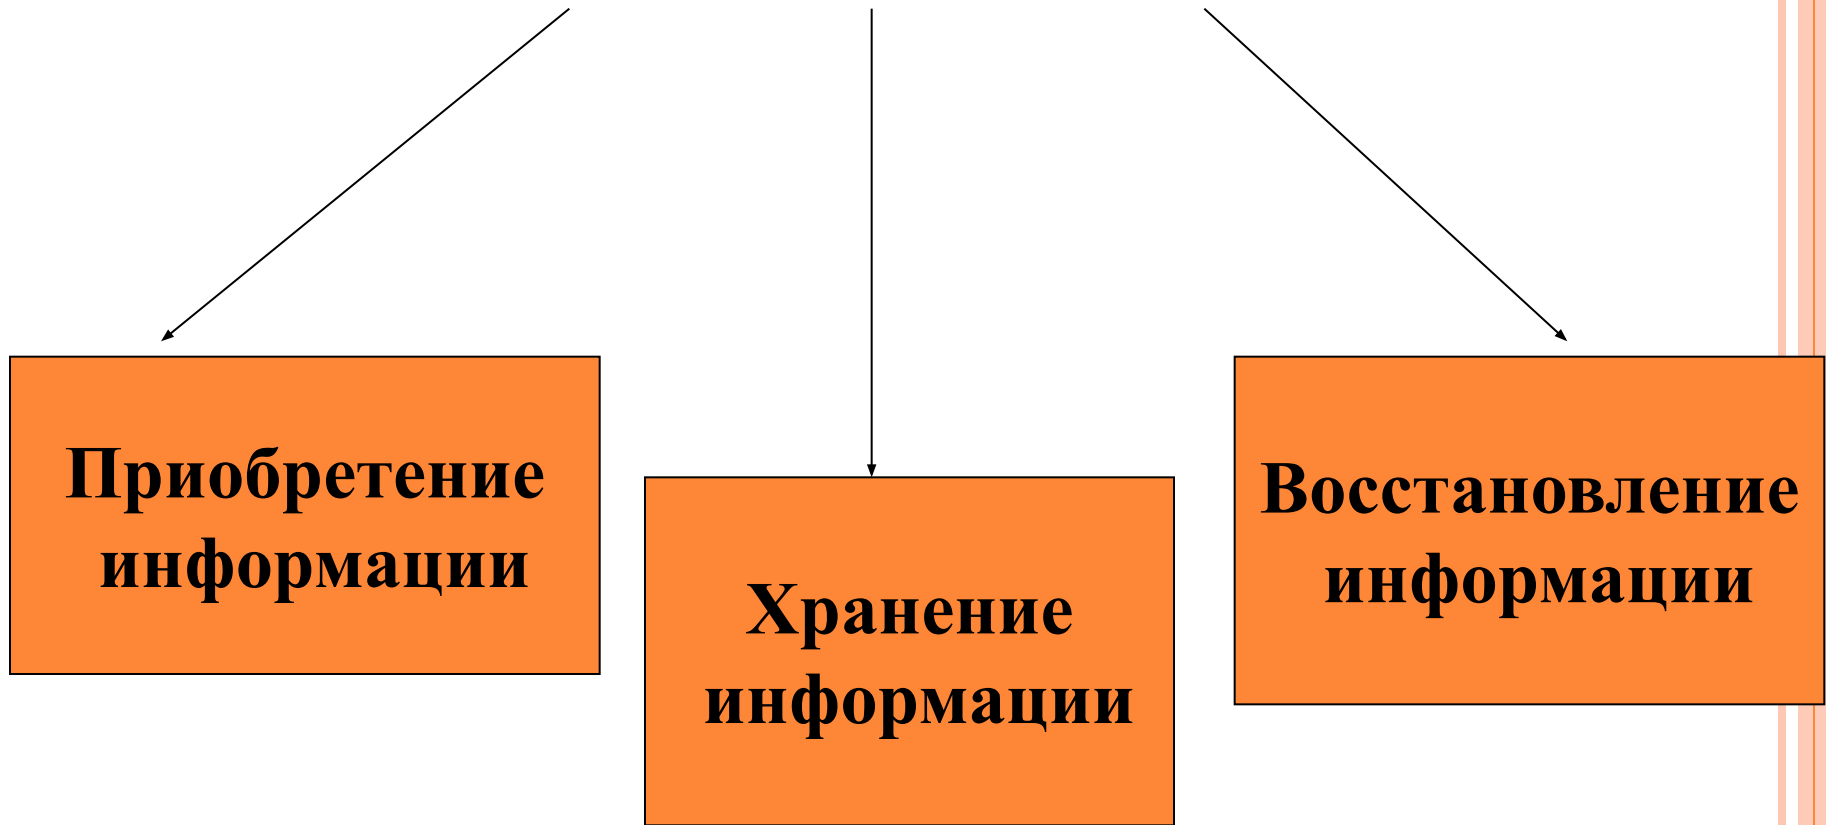 Приобретение
информации
Хранение
информации
Восстановление
информации